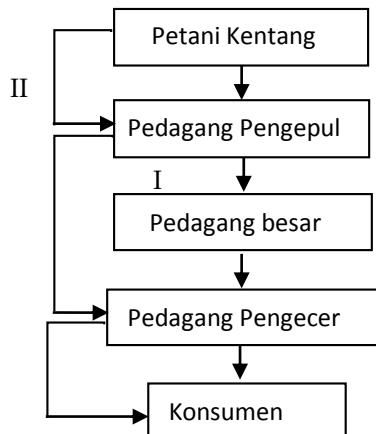 Petani Kentang
II
Pedagang Pengepul
I
Pedagang besar
Pedagang Pengecer
Konsumen